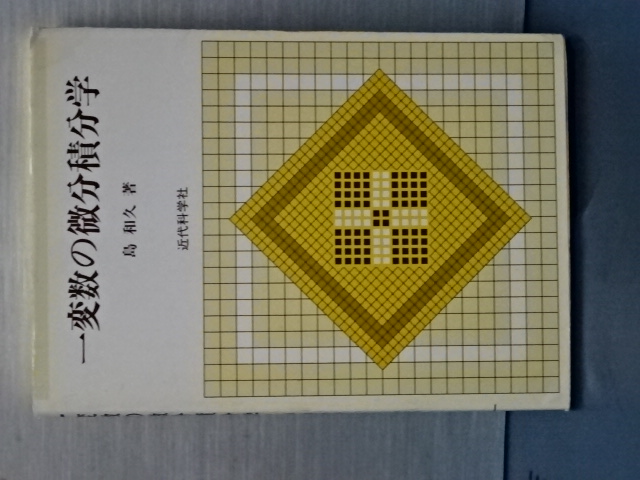 一変数の微分積分学
島 和久 著
近代科学社